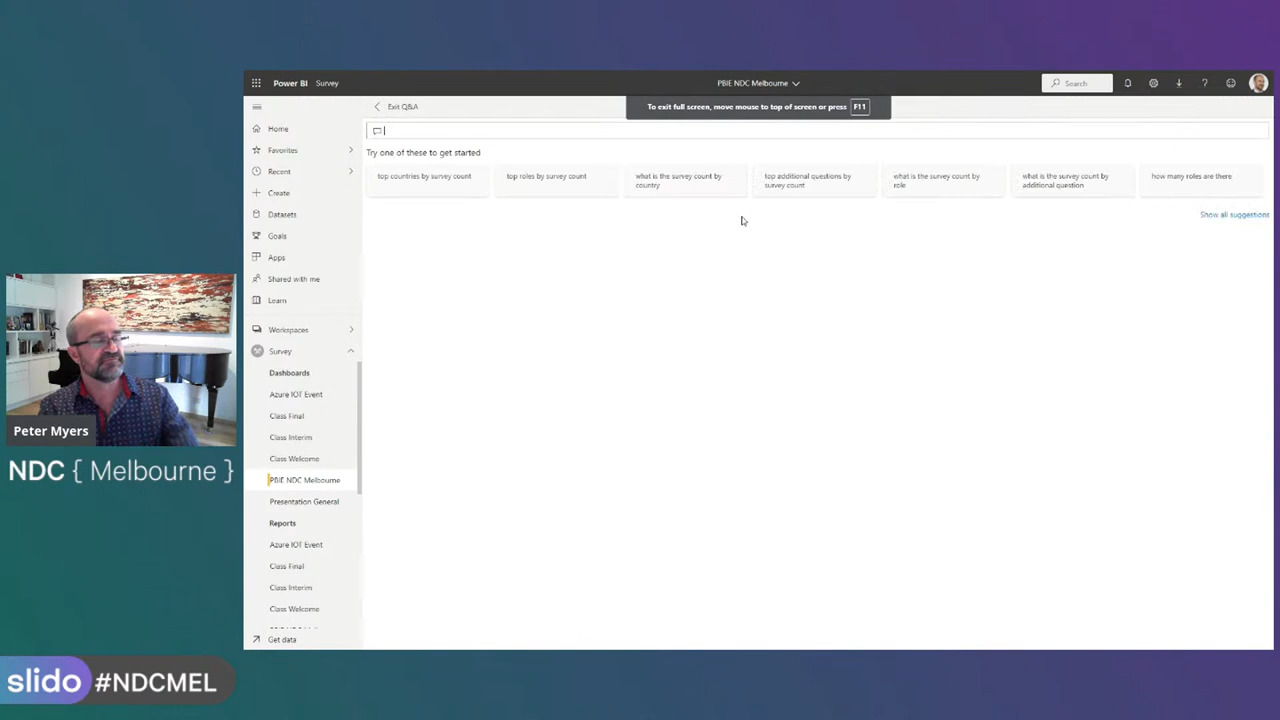 Power BI
Survey
PBIE NDC Melbourne
Search
Exit Q&A
To exit full screen, move mouse to top of screen or press F11
Home
Favorites
Recent
Create
Datasets
Goals
Apps
Shared with me
Learn
Workspaces
Survey
Dashboards
Azure IOT Event
Class Final
Class Interim
Class Welcome
PBIE NDC Melbourne
Presentation General
Reports
Azure IOT Event
Class Final
Class Interim
Class Welcome
Get data
Try one of these to get started
top countries by survey count
top roles by survey count
what is the survey count by
country
top additional questions by
survey count
what is the survey count by
role
what is the survey count by
additional question
how many roles are there
Show all suggestions
Peter Myers
NDC { Melbourne }
slido #NDCMEL